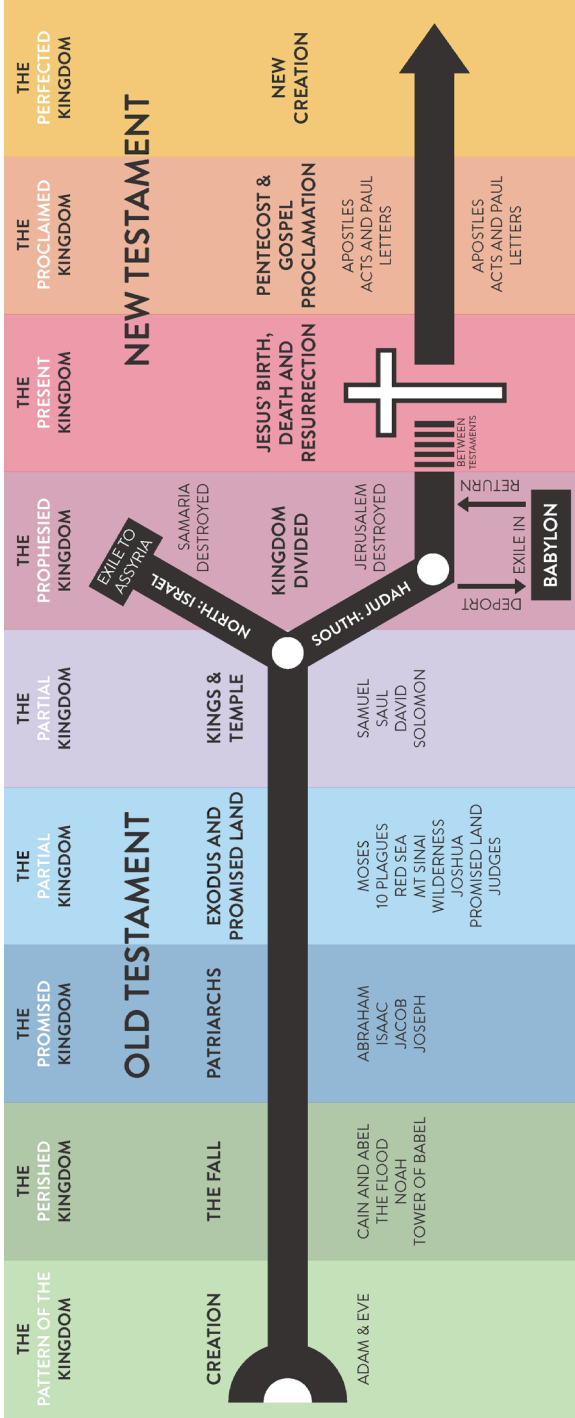 THE
PATTERN OF THE
KINGDOM
THE
PERISHED
KINGDOM
THE
PROMISED
KINGDOM
THE
PARTIAL
KINGDOM
THE
PARTIAL
KINGDOM
THE
PROPHESIED
KINGDOM
THE
PRESENT
KINGDOM
THE
PROCLAIMED
KINGDOM
THE
PERFECTED
KINGDOM
OLD TESTAMENT
NEW TESTAMENT
CREATION
ADAM & EVE
THE FALL
CAIN AND ABEL
THE FLOOD
NOAH
TOWER OF BABEL
PATRIARCHS
ABRAHAM
ISAAC
JACOB
JOSEPH
EXODUS AND
PROMISED LAND
MOSES
10 PLAGUES
RED SEA
MT SINAI
WILDERNESS
JOSHUA
PROMISED LAND
JUDGES
KINGS &
TEMPLE
SAMUEL
SAUL
DAVID
SOLOMON
EXILE TO
ASSYRIA
NORTH: ISRAEL
SAMARIA
DESTROYED
KINGDOM
DIVIDED
SOUTH: JUDAH
JERUSALEM
DESTROYED
DEPORT
EXILE IN
RETURN
BABYLON
BETWEEN
TESTAMENTS
JESUS' BIRTH,
DEATH AND
RESURRECTION
PENTECOST &
GOSPEL
PROCLAMATION
APOSTLES
ACTS AND PAUL
LETTERS
APOSTLES
ACTS AND PAUL
LETTERS
NEW
CREATION